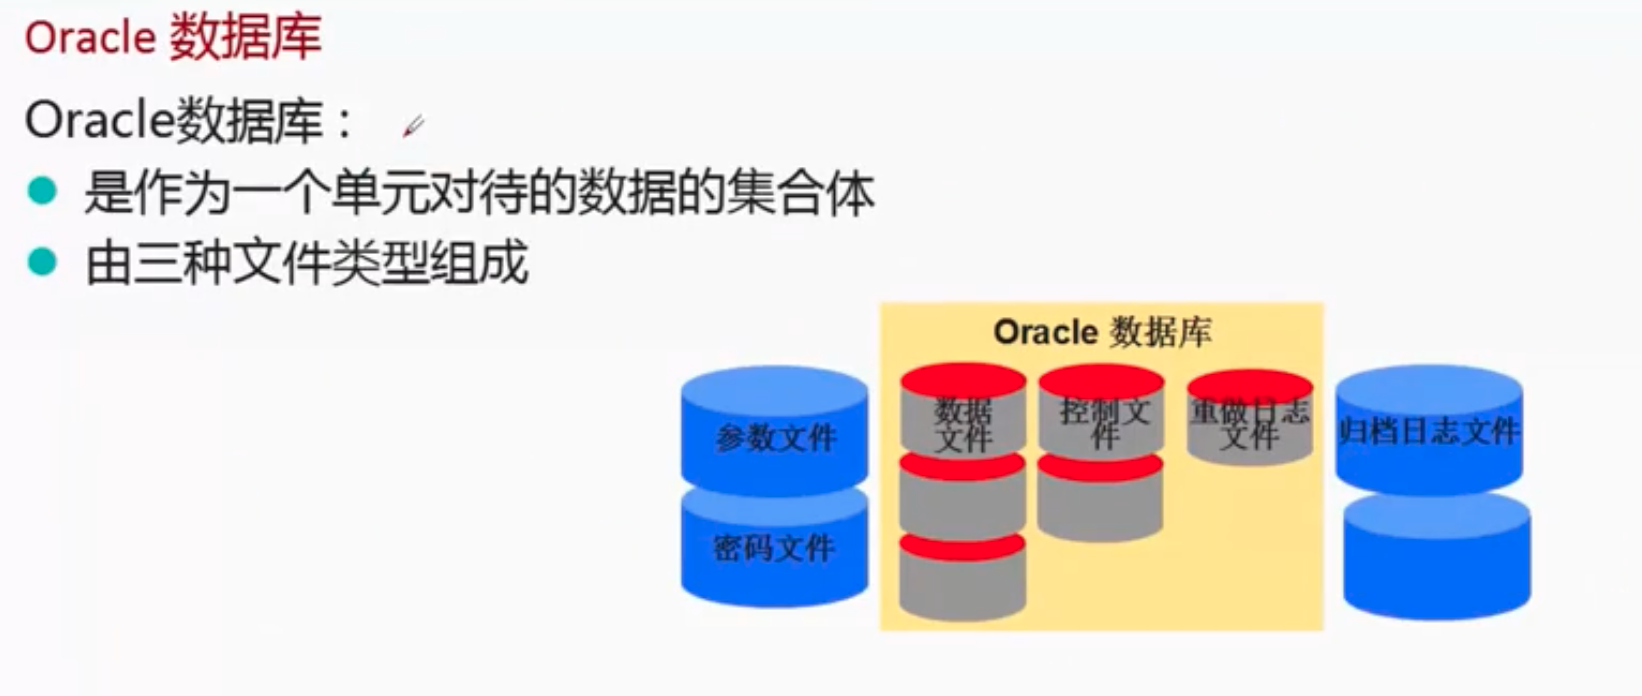 Oracle 数据库
Oracle数据库：
是作为一个单元对待的数据的集合体
由三种文件类型组成
Oracle 数据库
参数文件
密码文件
数据
文件
控制文
件
重做日志
文件
归档日志文件